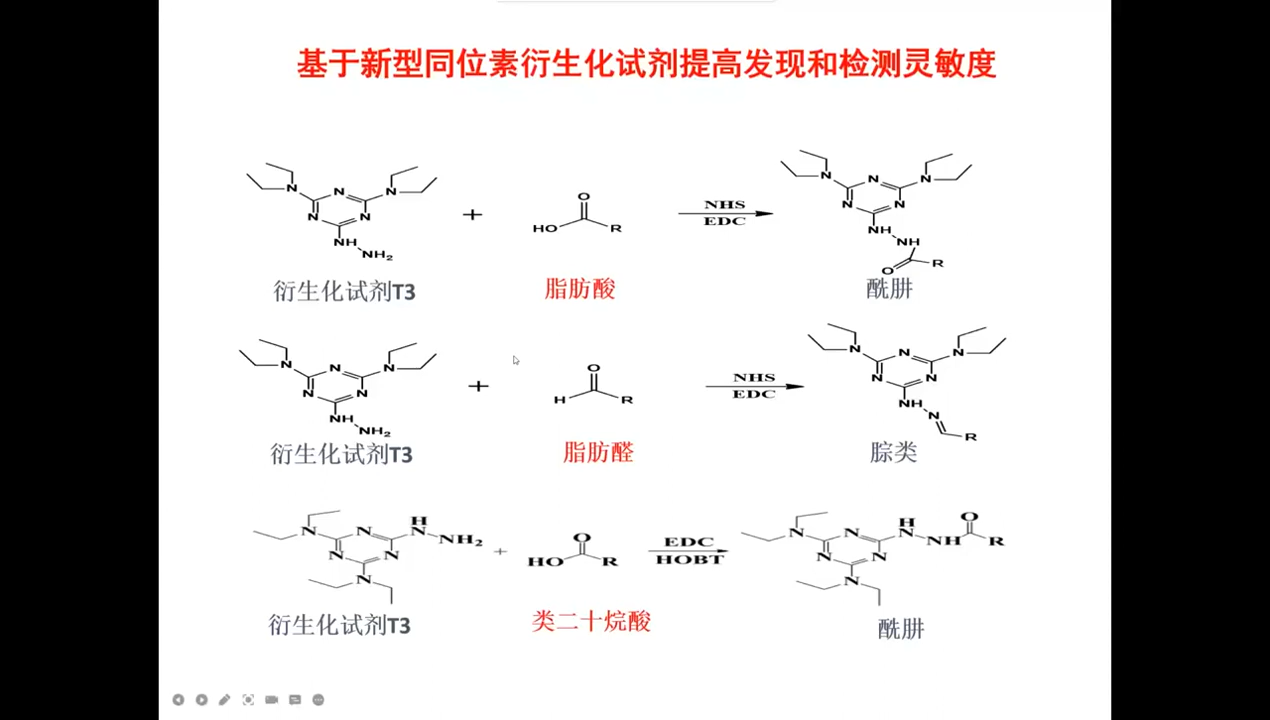 基于新型同位素衍生化试剂提高发现和检测灵敏度
N N N N
N N N N N N
NH NH₂ + HO O R NHS EDC NH NH O R
衍生化试剂T3 脂肪酸 酰肼
N N N N N N
N N N N
NH NH₂ + H O R NHS EDC NH N R
衍生化试剂T3 脂肪醛 腙类
N N H N NH₂ N N H N NH O R
N N N + HO O R EDC HOBT N N N
衍生化试剂T3 类二十烷酸 酰肼